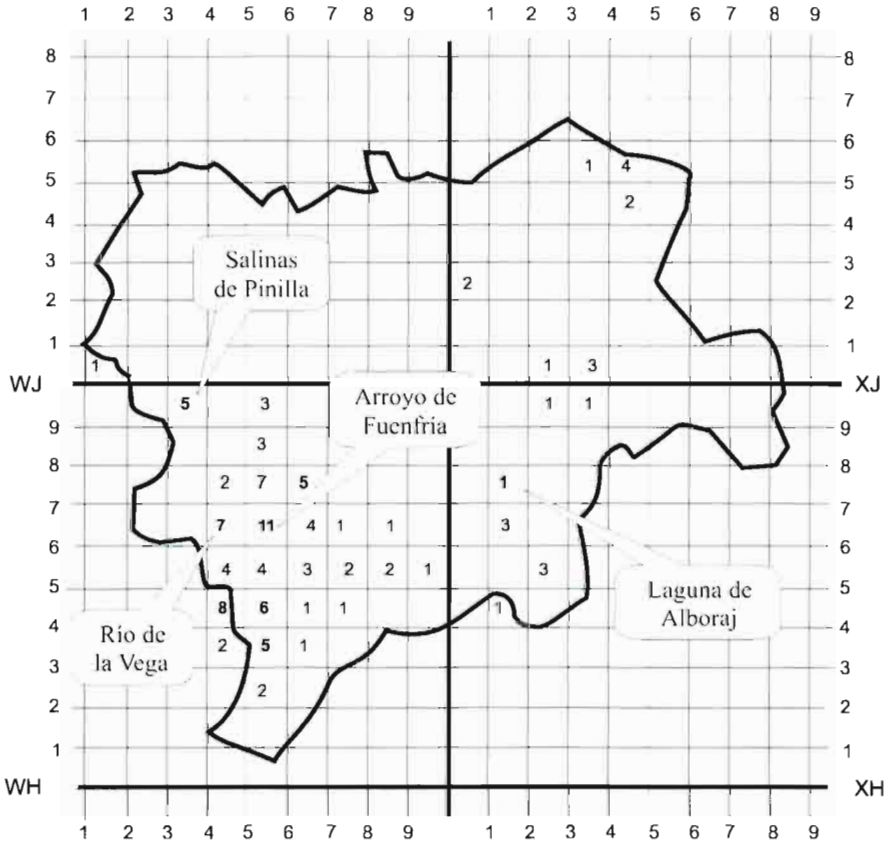 1 2 3 4 5 6 7 8 9 1 2 3 4 5 6 7 8 9
8 8
7 7
6 6
1 4
5 5
2
4 4
3 3
Salinas
de Pinilla
2
2 2
1 1
1 1 3
WJ XJ
5 3 1 1
Arroyo de
Fuenfría
9 9
3
8 8
2 7 5 1
7 7
7 11 4 1 1 3
6 6
4 4 3 2 2 1 3
5 5
Laguna de
Alboraj
8 6 1 1 1
4 4
Río de
la Vega
2 5 1
3 3
2
2 2
1 1
WH XH
1 2 3 4 5 6 7 8 9 1 2 3 4 5 6 7 8 9